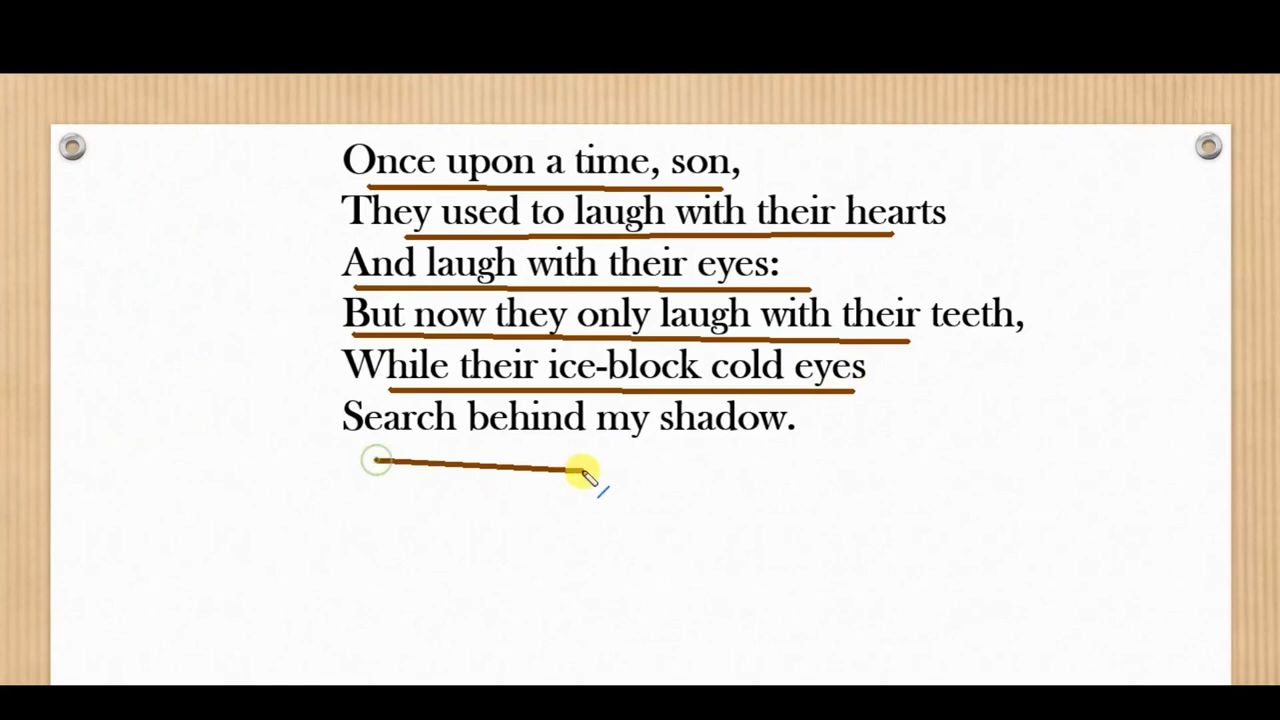 Once upon a time, son,
They used to laugh with their hearts
And laugh with their eyes:
But now they only laugh with their teeth,
While their ice-block cold eyes
Search behind my shadow.